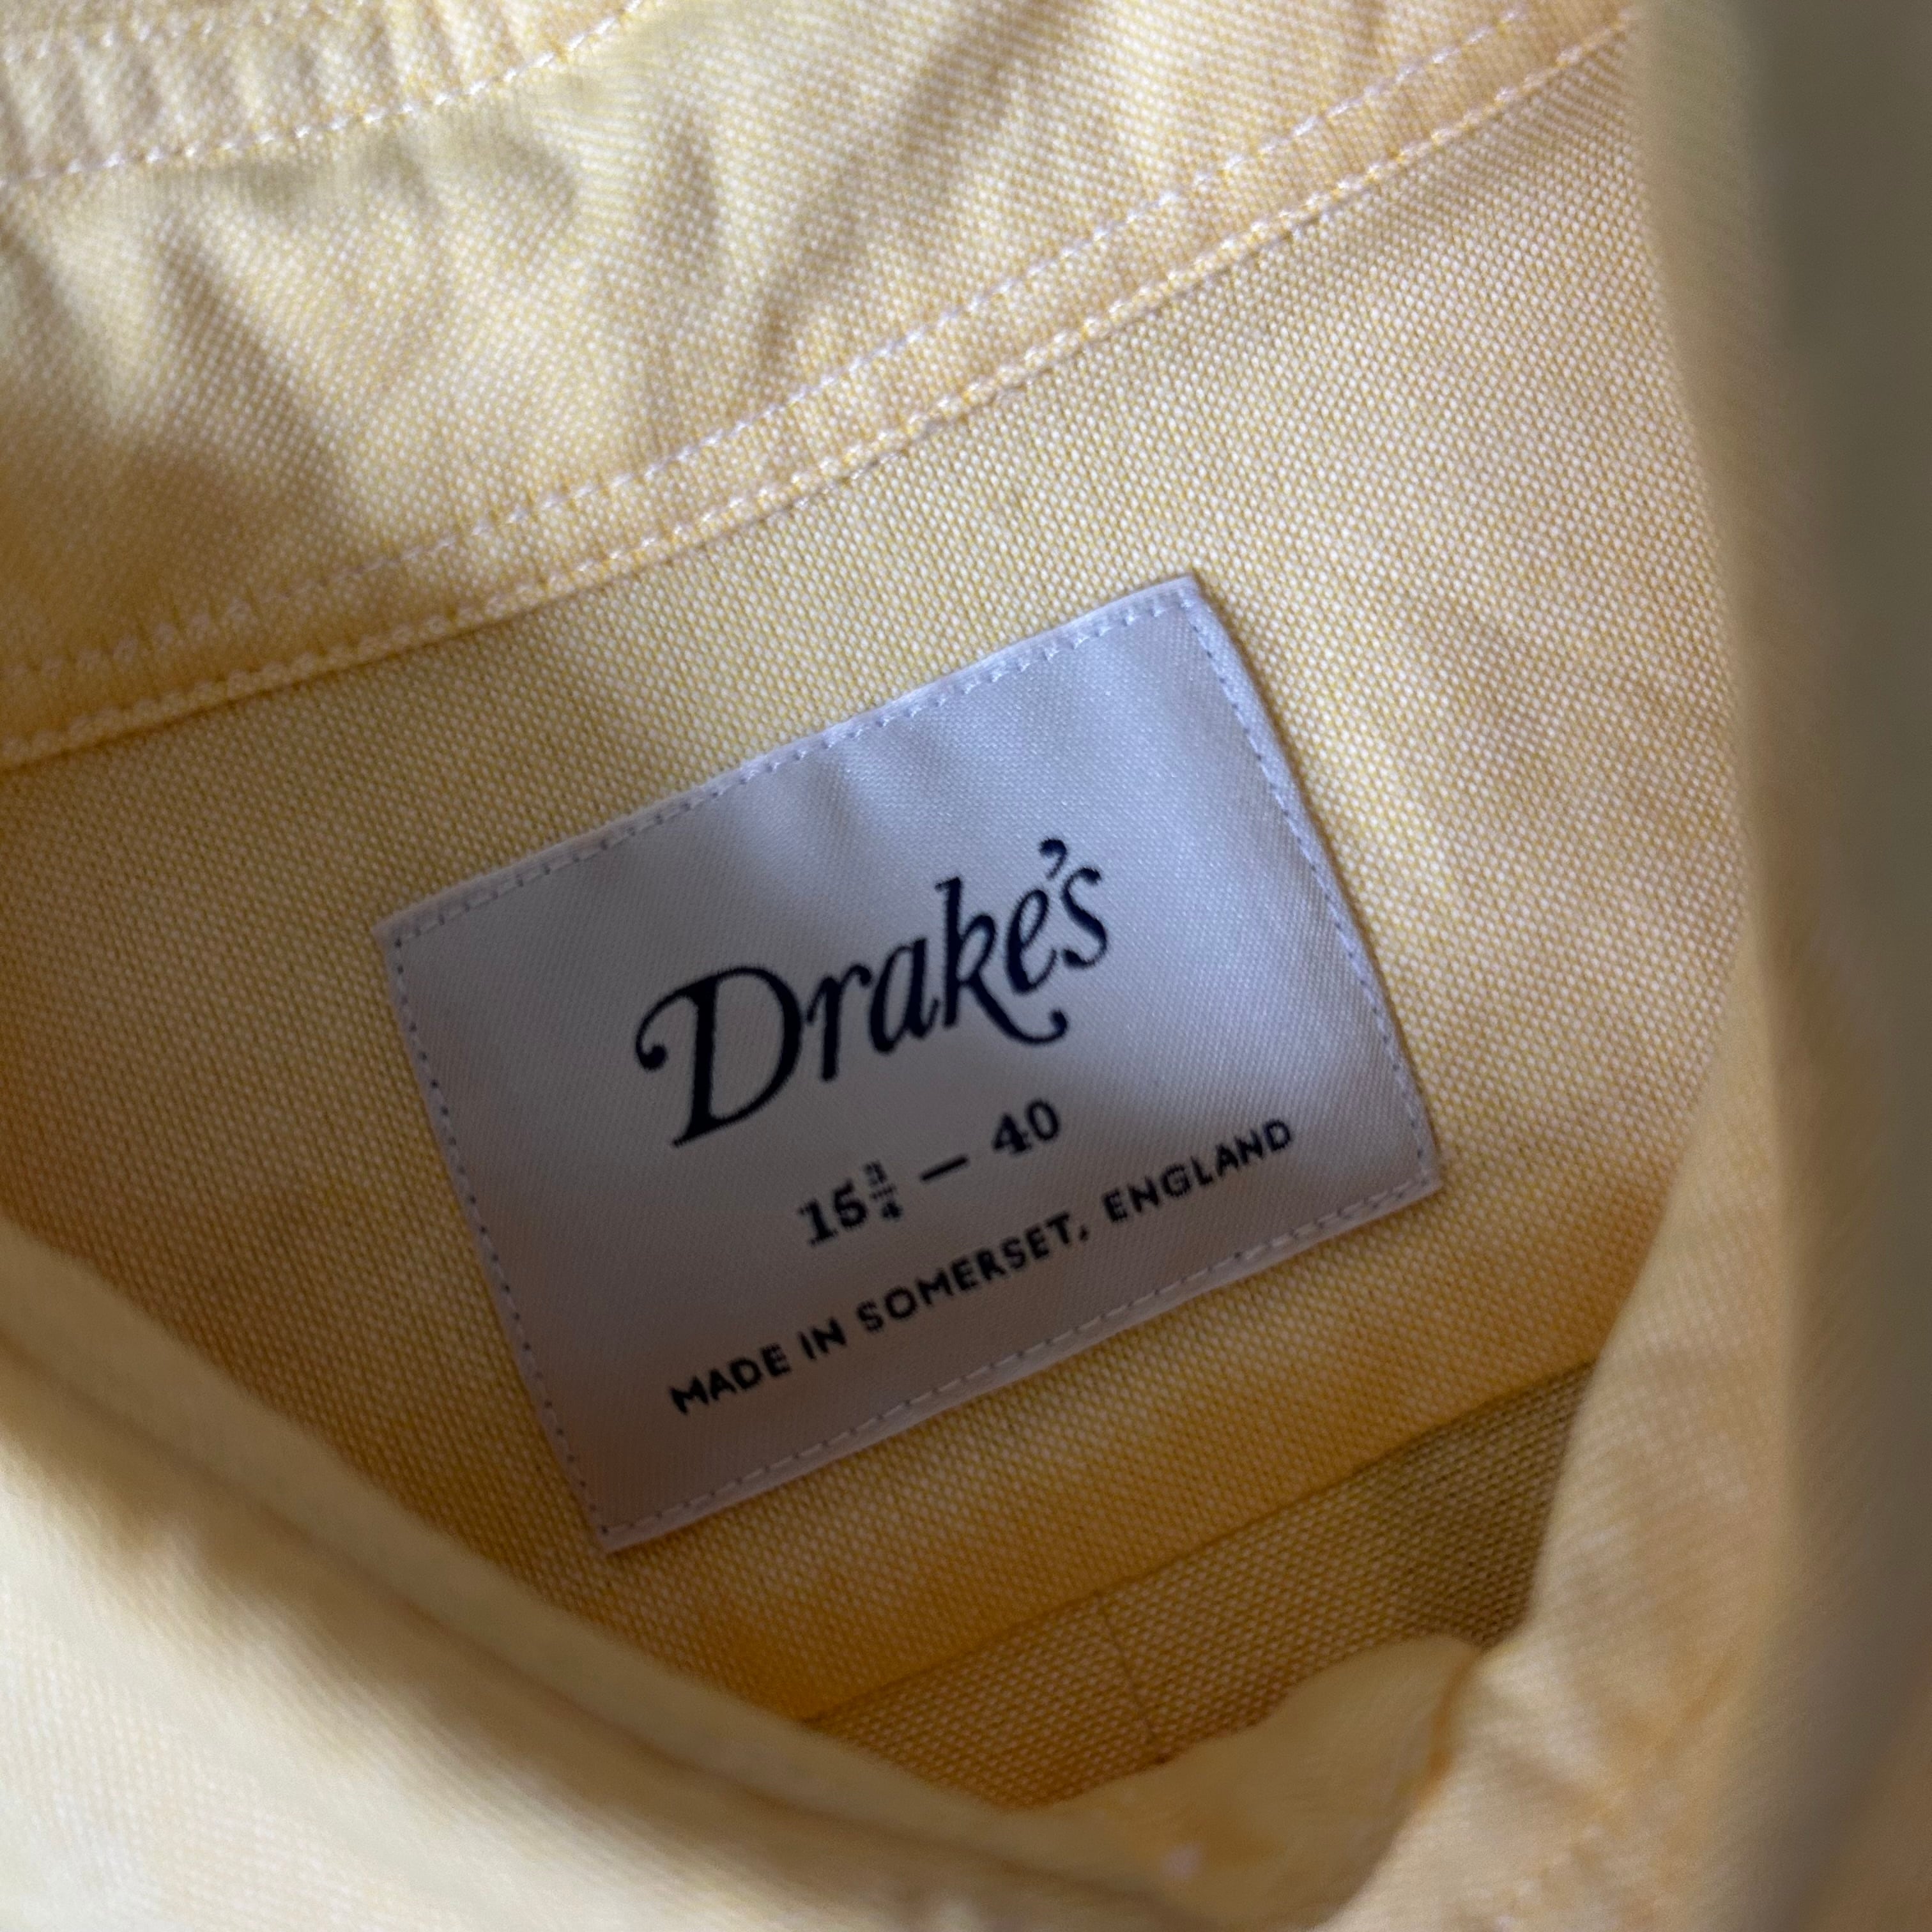 Drake's
15¾ — 40
MADE IN SOMERSET, ENGLAND